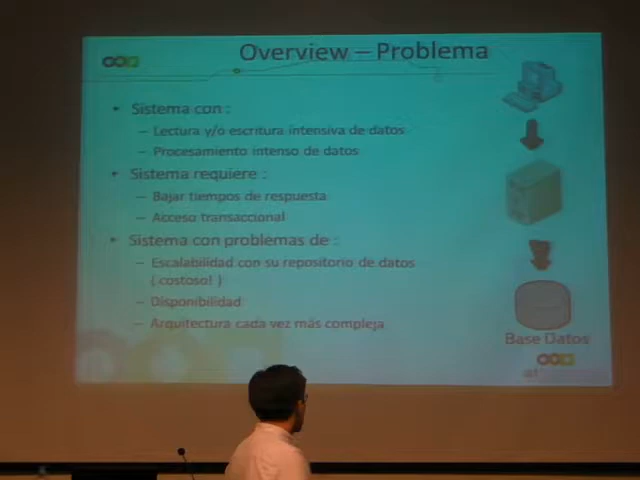 Overview – Problema
• Sistema con :
– Lectura y/o escritura intensiva de datos
– Procesamiento intenso de datos
• Sistema requiere :
– Bajar tiempos de respuesta
– Acceso transaccional
• Sistema con problemas de :
– Escalabilidad con su repositorio de datos
( costoso! )
– Disponibilidad
– Arquitectura cada vez más compleja
Base Datos